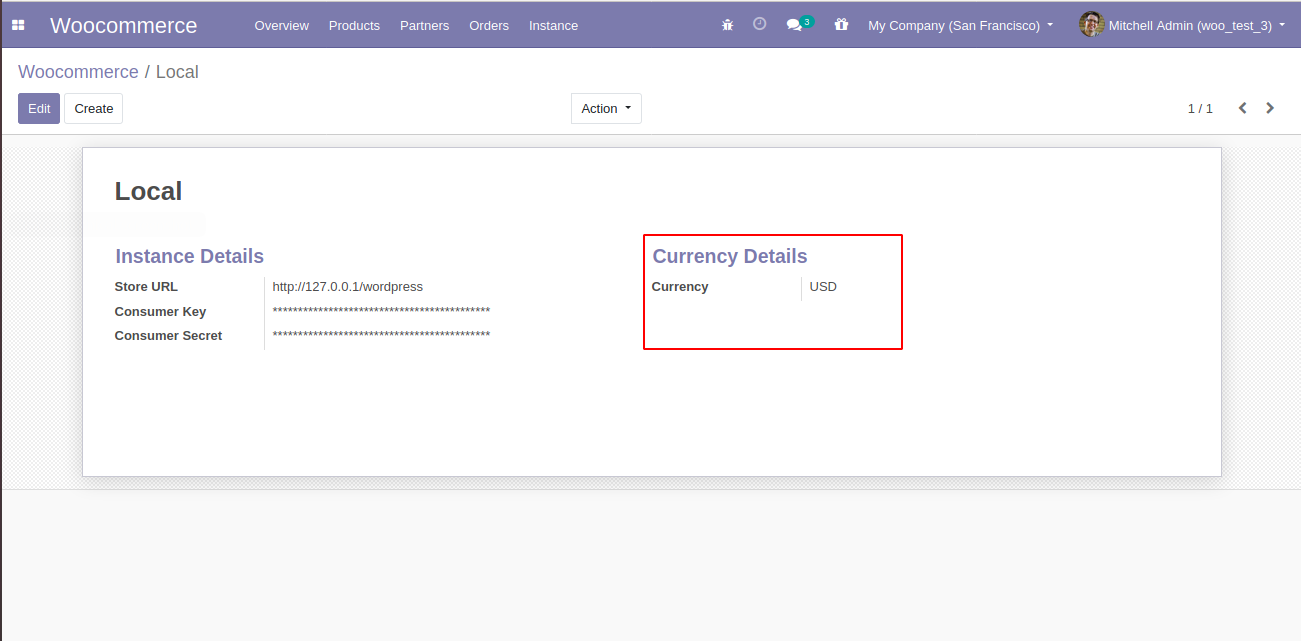 Woocommerce Overview Products Partners Orders Instance 3 My Company (San Francisco) Mitchell Admin (woo_test_3)
Woocommerce / Local
Edit Create Action 1 / 1
Local
Instance Details Currency Details
Store URL http://127.0.0.1/wordpress Currency USD
Consumer Key *******************************************
Consumer Secret *******************************************